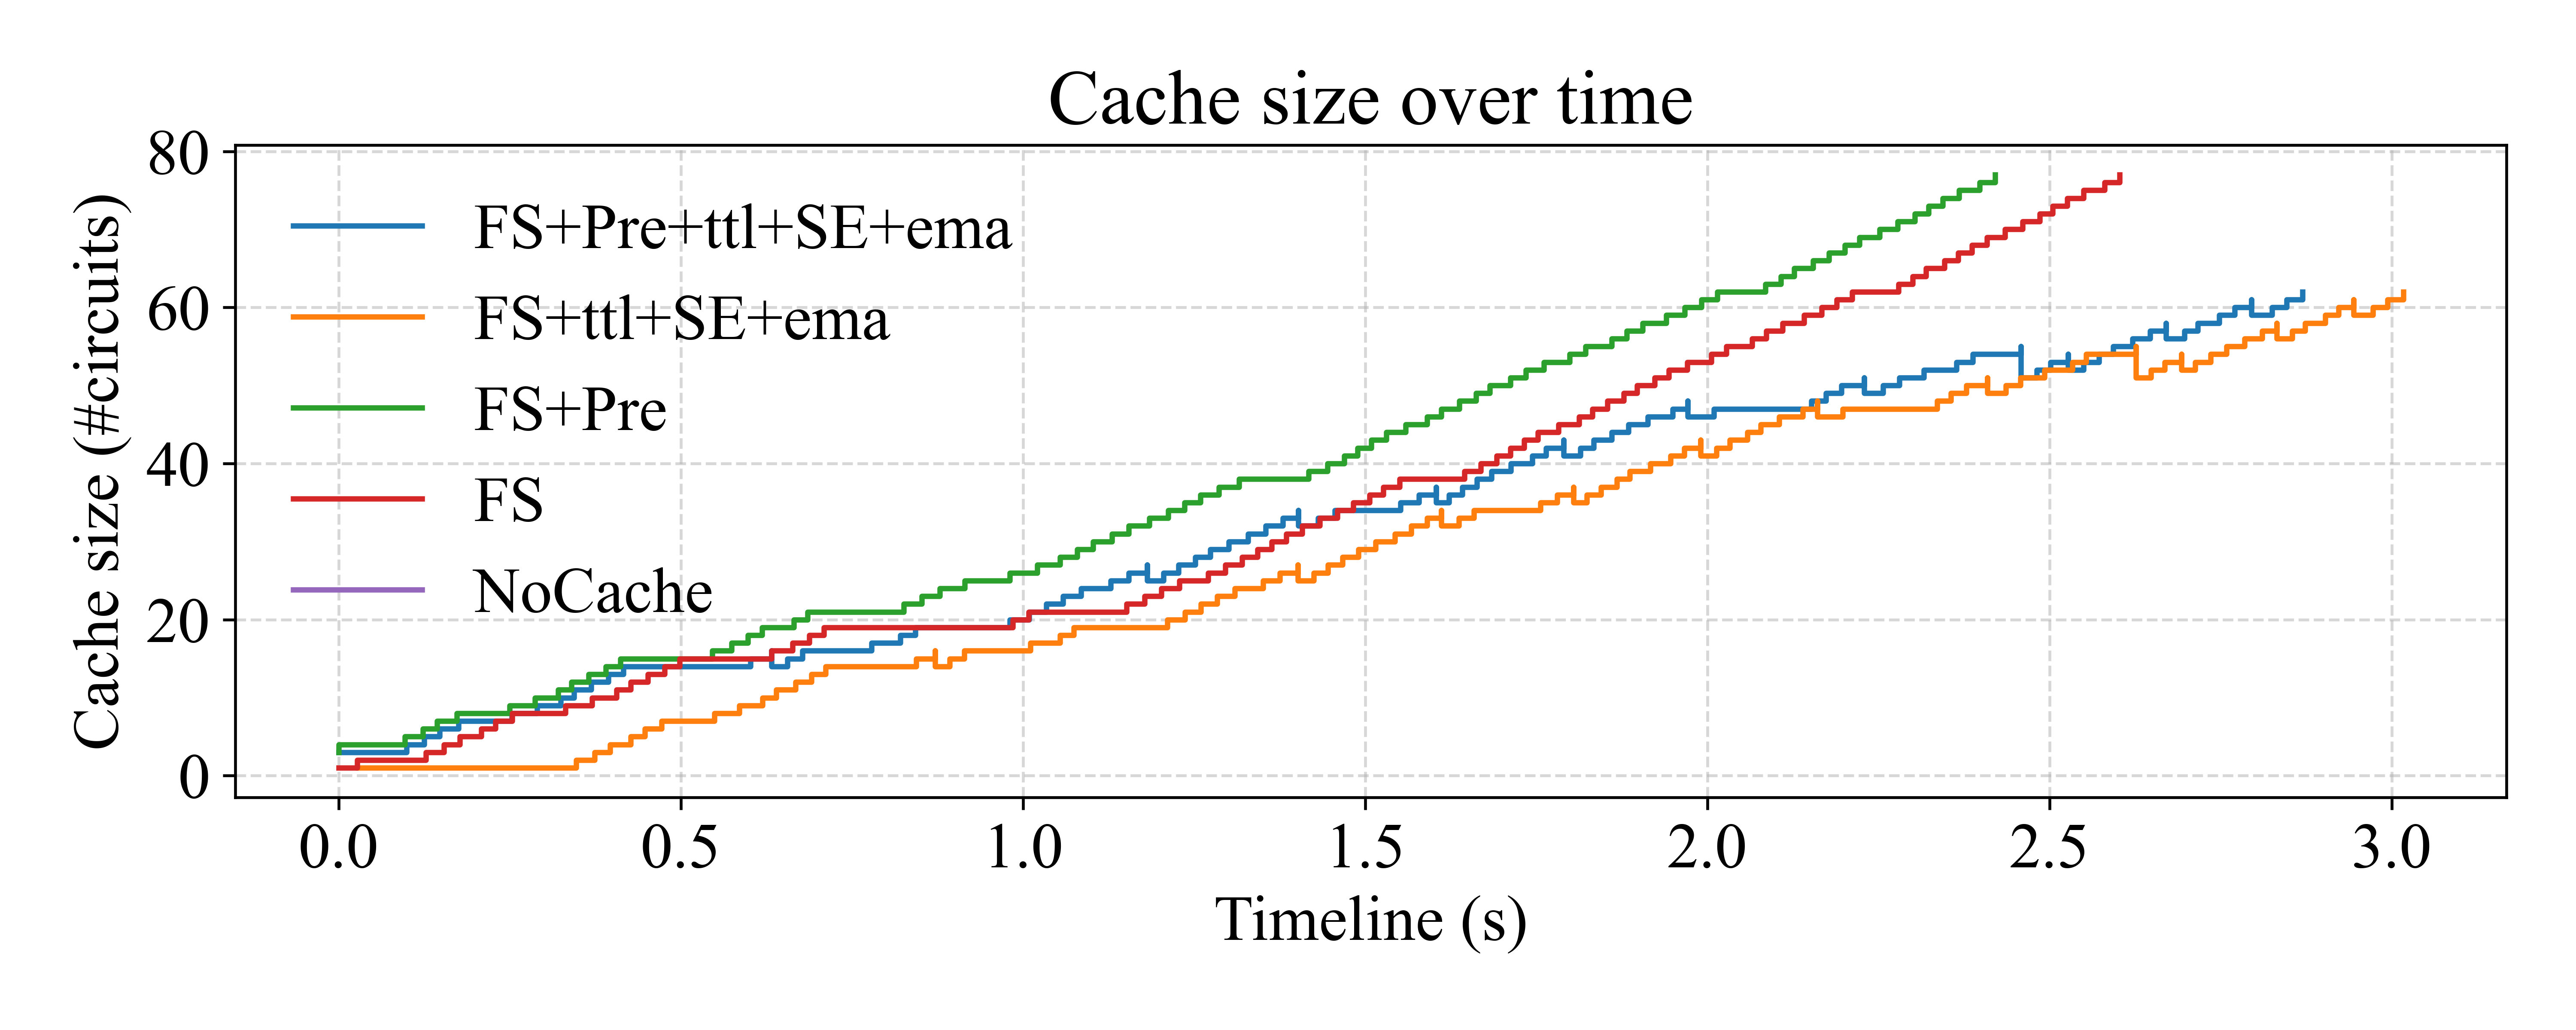 Cache size over time
Cache size (#circuits)
80
60
40
20
0
FS+Pre+ttl+SE+ema
FS+ttl+SE+ema
FS+Pre
FS
NoCache
0.0 0.5 1.0 1.5 2.0 2.5 3.0
Timeline (s)